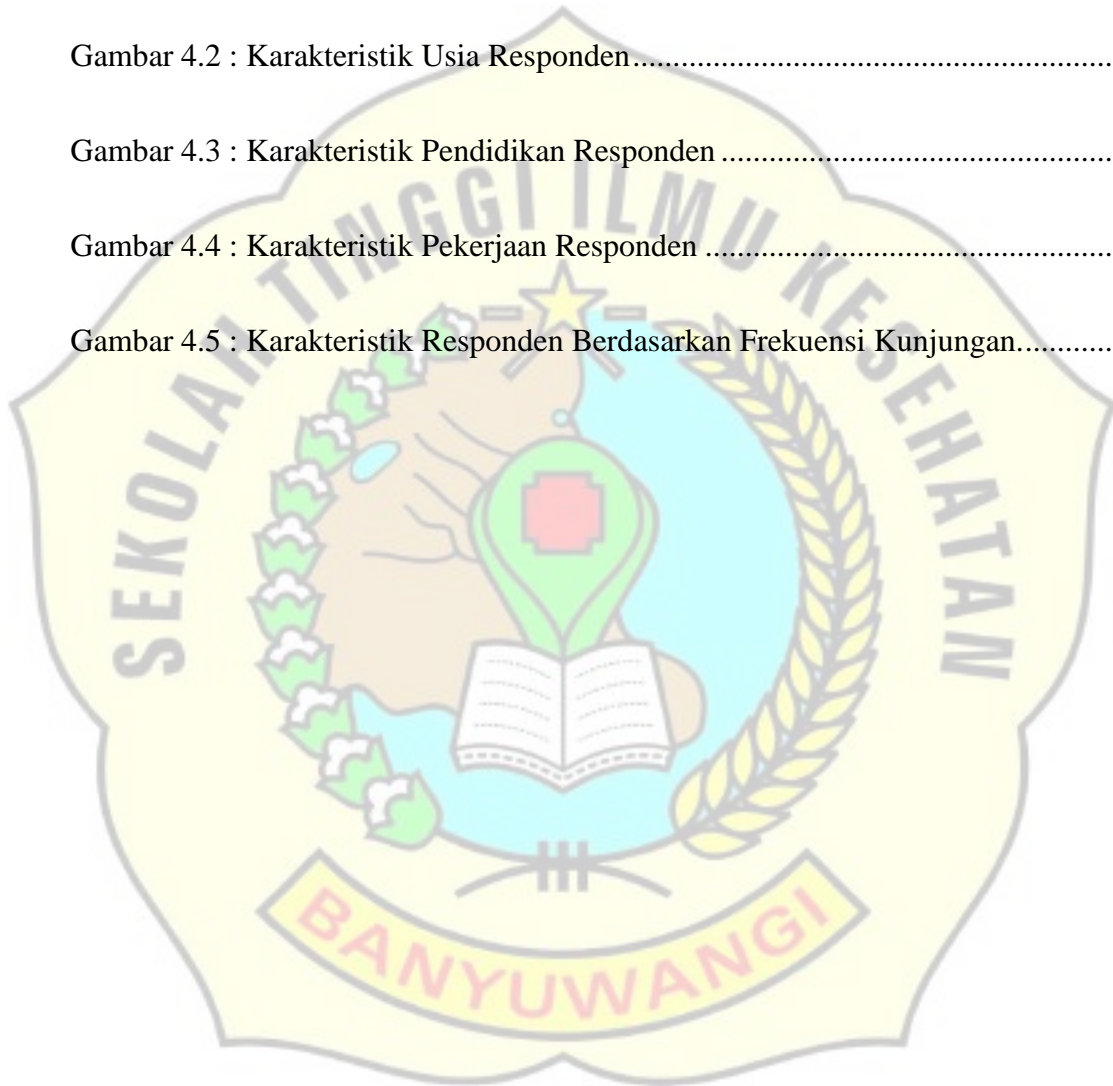 Gambar 4.2 : Karakteristik Usia Responden............................................................
Gambar 4.3 : Karakteristik Pendidikan Responden.................................................
Gambar 4.4 : Karakteristik Pekerjaan Responden...................................................
Gambar 4.5 : Karakteristik Responden Berdasarkan Frekuensi Kunjungan.............
SEKOLAH TINGGI ILMU KESEHATAN
BANYUWANGI